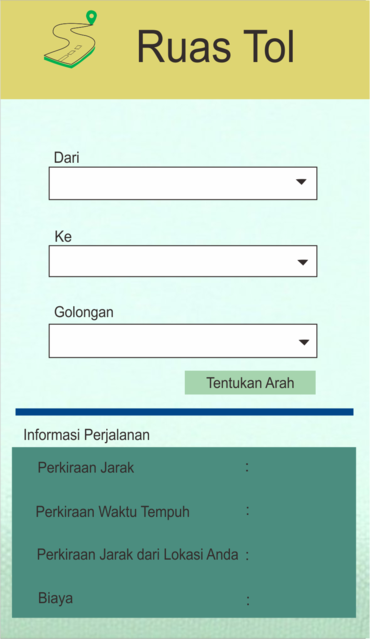 Ruas Tol
Dari
Ke
Golongan
Tentukan Arah
Informasi Perjalanan
Perkiraan Jarak :
Perkiraan Waktu Tempuh :
Perkiraan Jarak dari Lokasi Anda :
Biaya :